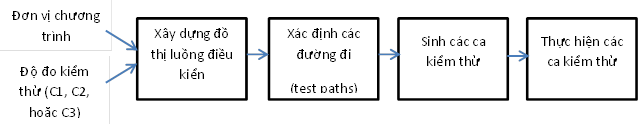 Đơn vị chương
trình
Độ đo kiểm
thử (C1, C2,
hoặc C3)
Xây dựng đồ
thị luồng điều
kiển
Xác định các
đường đi
(test paths)
Sinh các ca
kiểm thử
Thực hiện các
ca kiểm thử